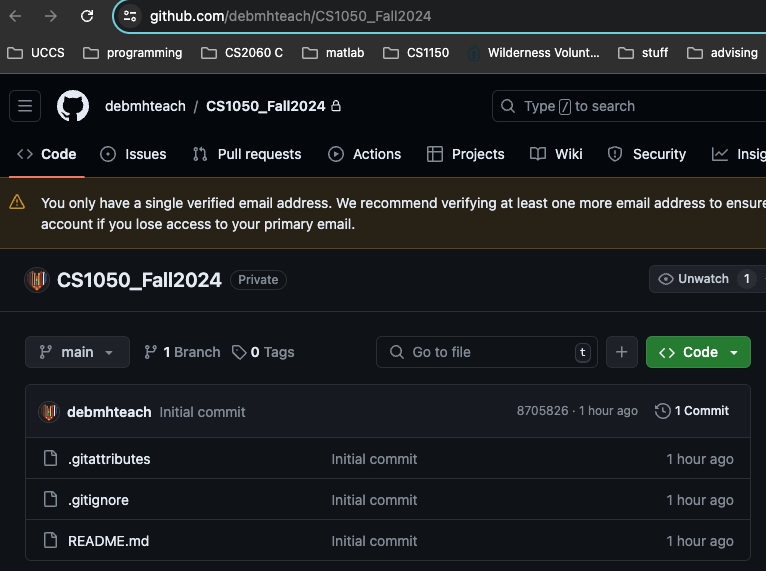 github.com/debmhteach/CS1050_Fall2024
UCCS programming CS2060 C matlab CS1150 Wilderness Volunt... stuff advising
debmhteach / CS1050_Fall2024 Type / to search
Code Issues Pull requests Actions Projects Wiki Security Insig
You only have a single verified email address. We recommend verifying at least one more email address to ensure
account if you lose access to your primary email.
CS1050_Fall2024 Private Unwatch 1
main 1 Branch 0 Tags Go to file t + Code
debmhteach Initial commit 8705826 · 1 hour ago 1 Commit
.gitattributes Initial commit 1 hour ago
.gitignore Initial commit 1 hour ago
README.md Initial commit 1 hour ago